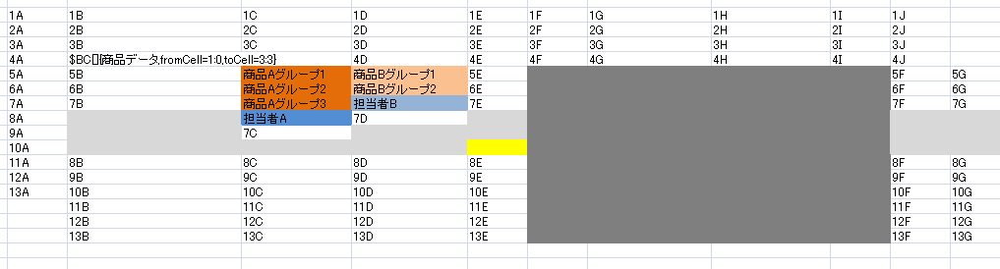 1A 1B 1C 1D 1E 1F 1G 1H 1I 1J
2A 2B 2C 2D 2E 2F 2G 2H 2I 2J
3A 3B 3C 3D 3E 3F 3G 3H 3I 3J
4A $BC[]{商品データ,fromCell=1:0,toCell=3:3} 4D 4E 4F 4G 4H 4I 4J
5A 5B 商品Aグループ1 商品Bグループ1 5E 5F 5G
6A 6B 商品Aグループ2 商品Bグループ2 6E 6F 6G
7A 7B 商品Aグループ3 担当者B 7E 7F 7G
8A 担当者A 7D
9A 7C
10A
11A 8B 8C 8D 8E 8F 8G
12A 9B 9C 9D 9E 9F 9G
13A 10B 10C 10D 10E 10F 10G
11B 11C 11D 11E 11F 11G
12B 12C 12D 12E 12F 12G
13B 13C 13D 13E 13F 13G